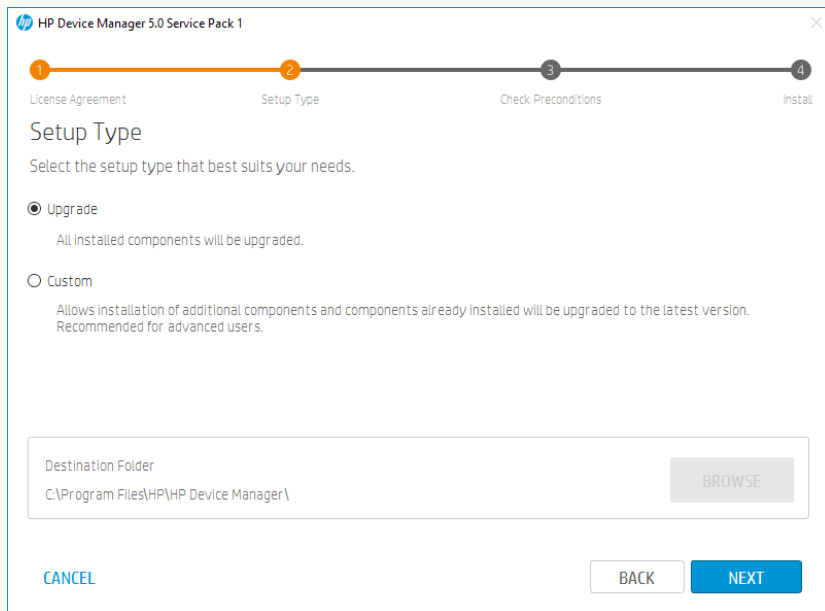 hp HP Device Manager 5.0 Service Pack 1
1 2 3 4
License Agreement Setup Type Check Preconditions Install
Setup Type
Select the setup type that best suits your needs.
Upgrade
All installed components will be upgraded.
Custom
Allows installation of additional components and components already installed will be upgraded to the latest version.
Recommended for advanced users.
Destination Folder
C:\Program Files\HP\HP Device Manager\
BROWSE
CANCEL BACK NEXT